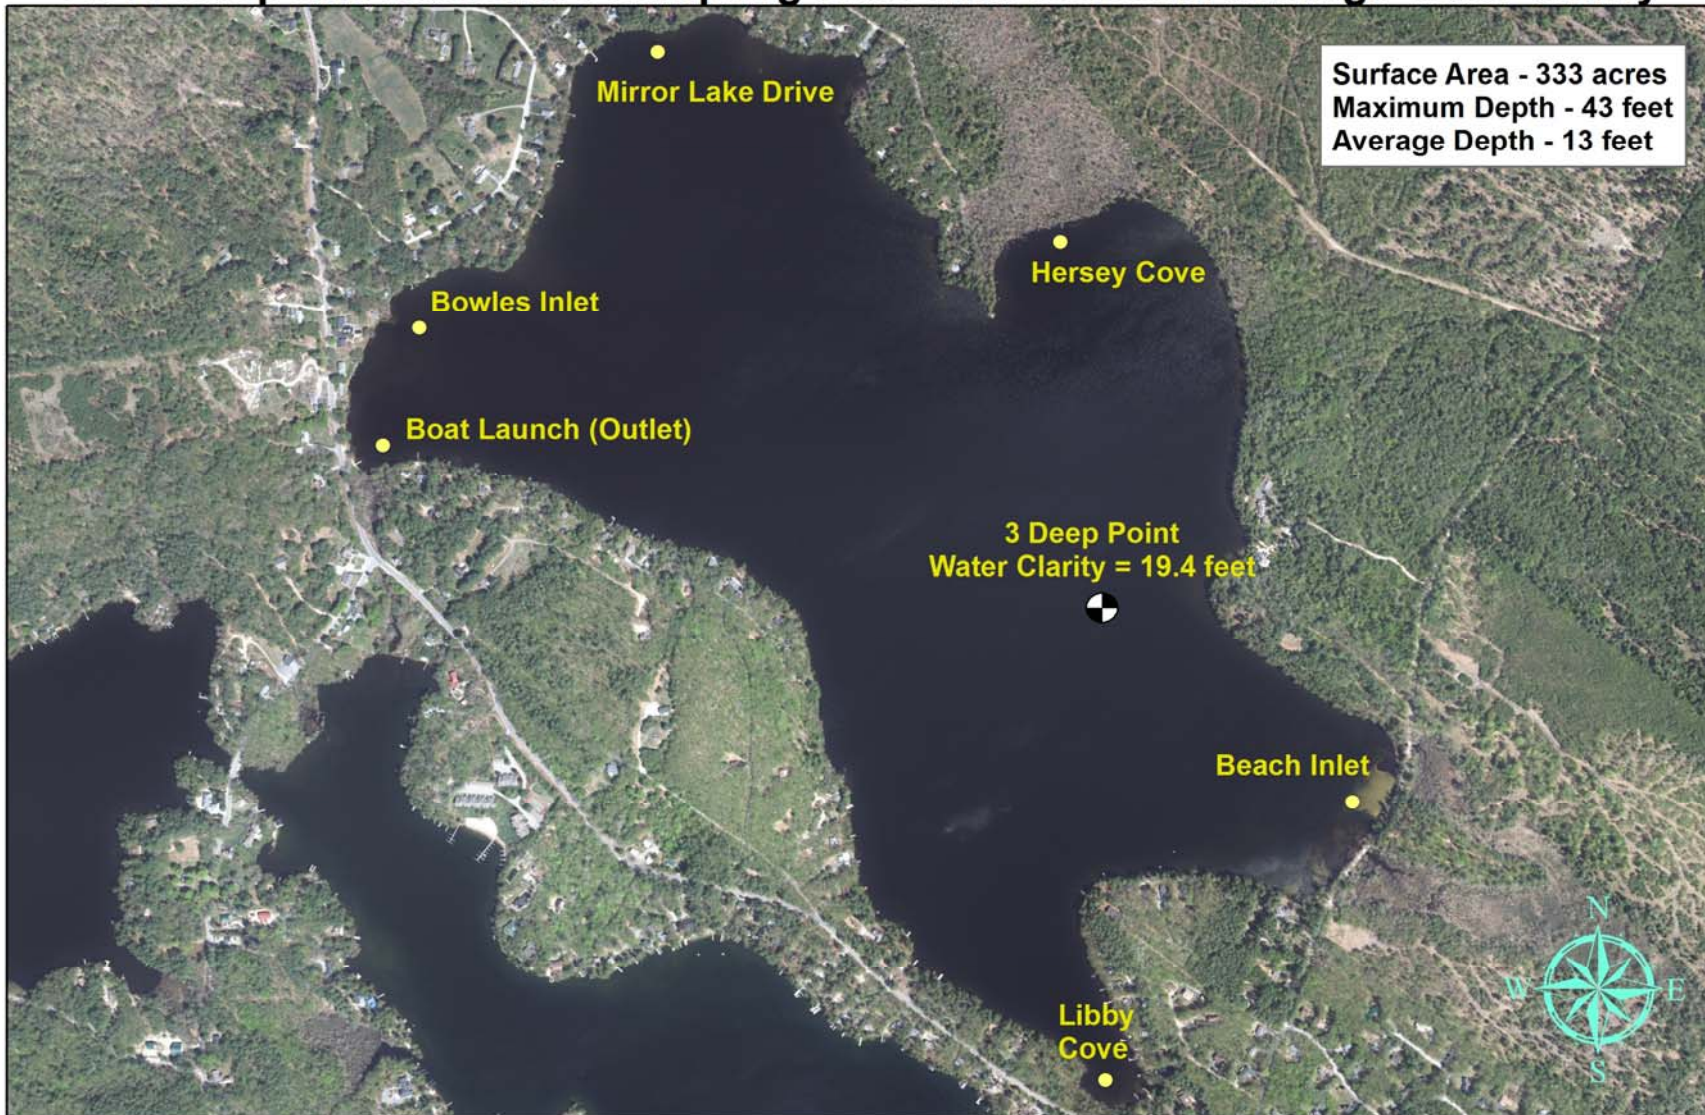 Mirror Lake Drive
Surface Area - 333 acres
Maximum Depth - 43 feet
Average Depth - 13 feet
Hersey Cove
Bowles Inlet
Boat Launch (Outlet)
3 Deep Point
Water Clarity = 19.4 feet
Beach Inlet
N
W
E
S
Libby
Cove